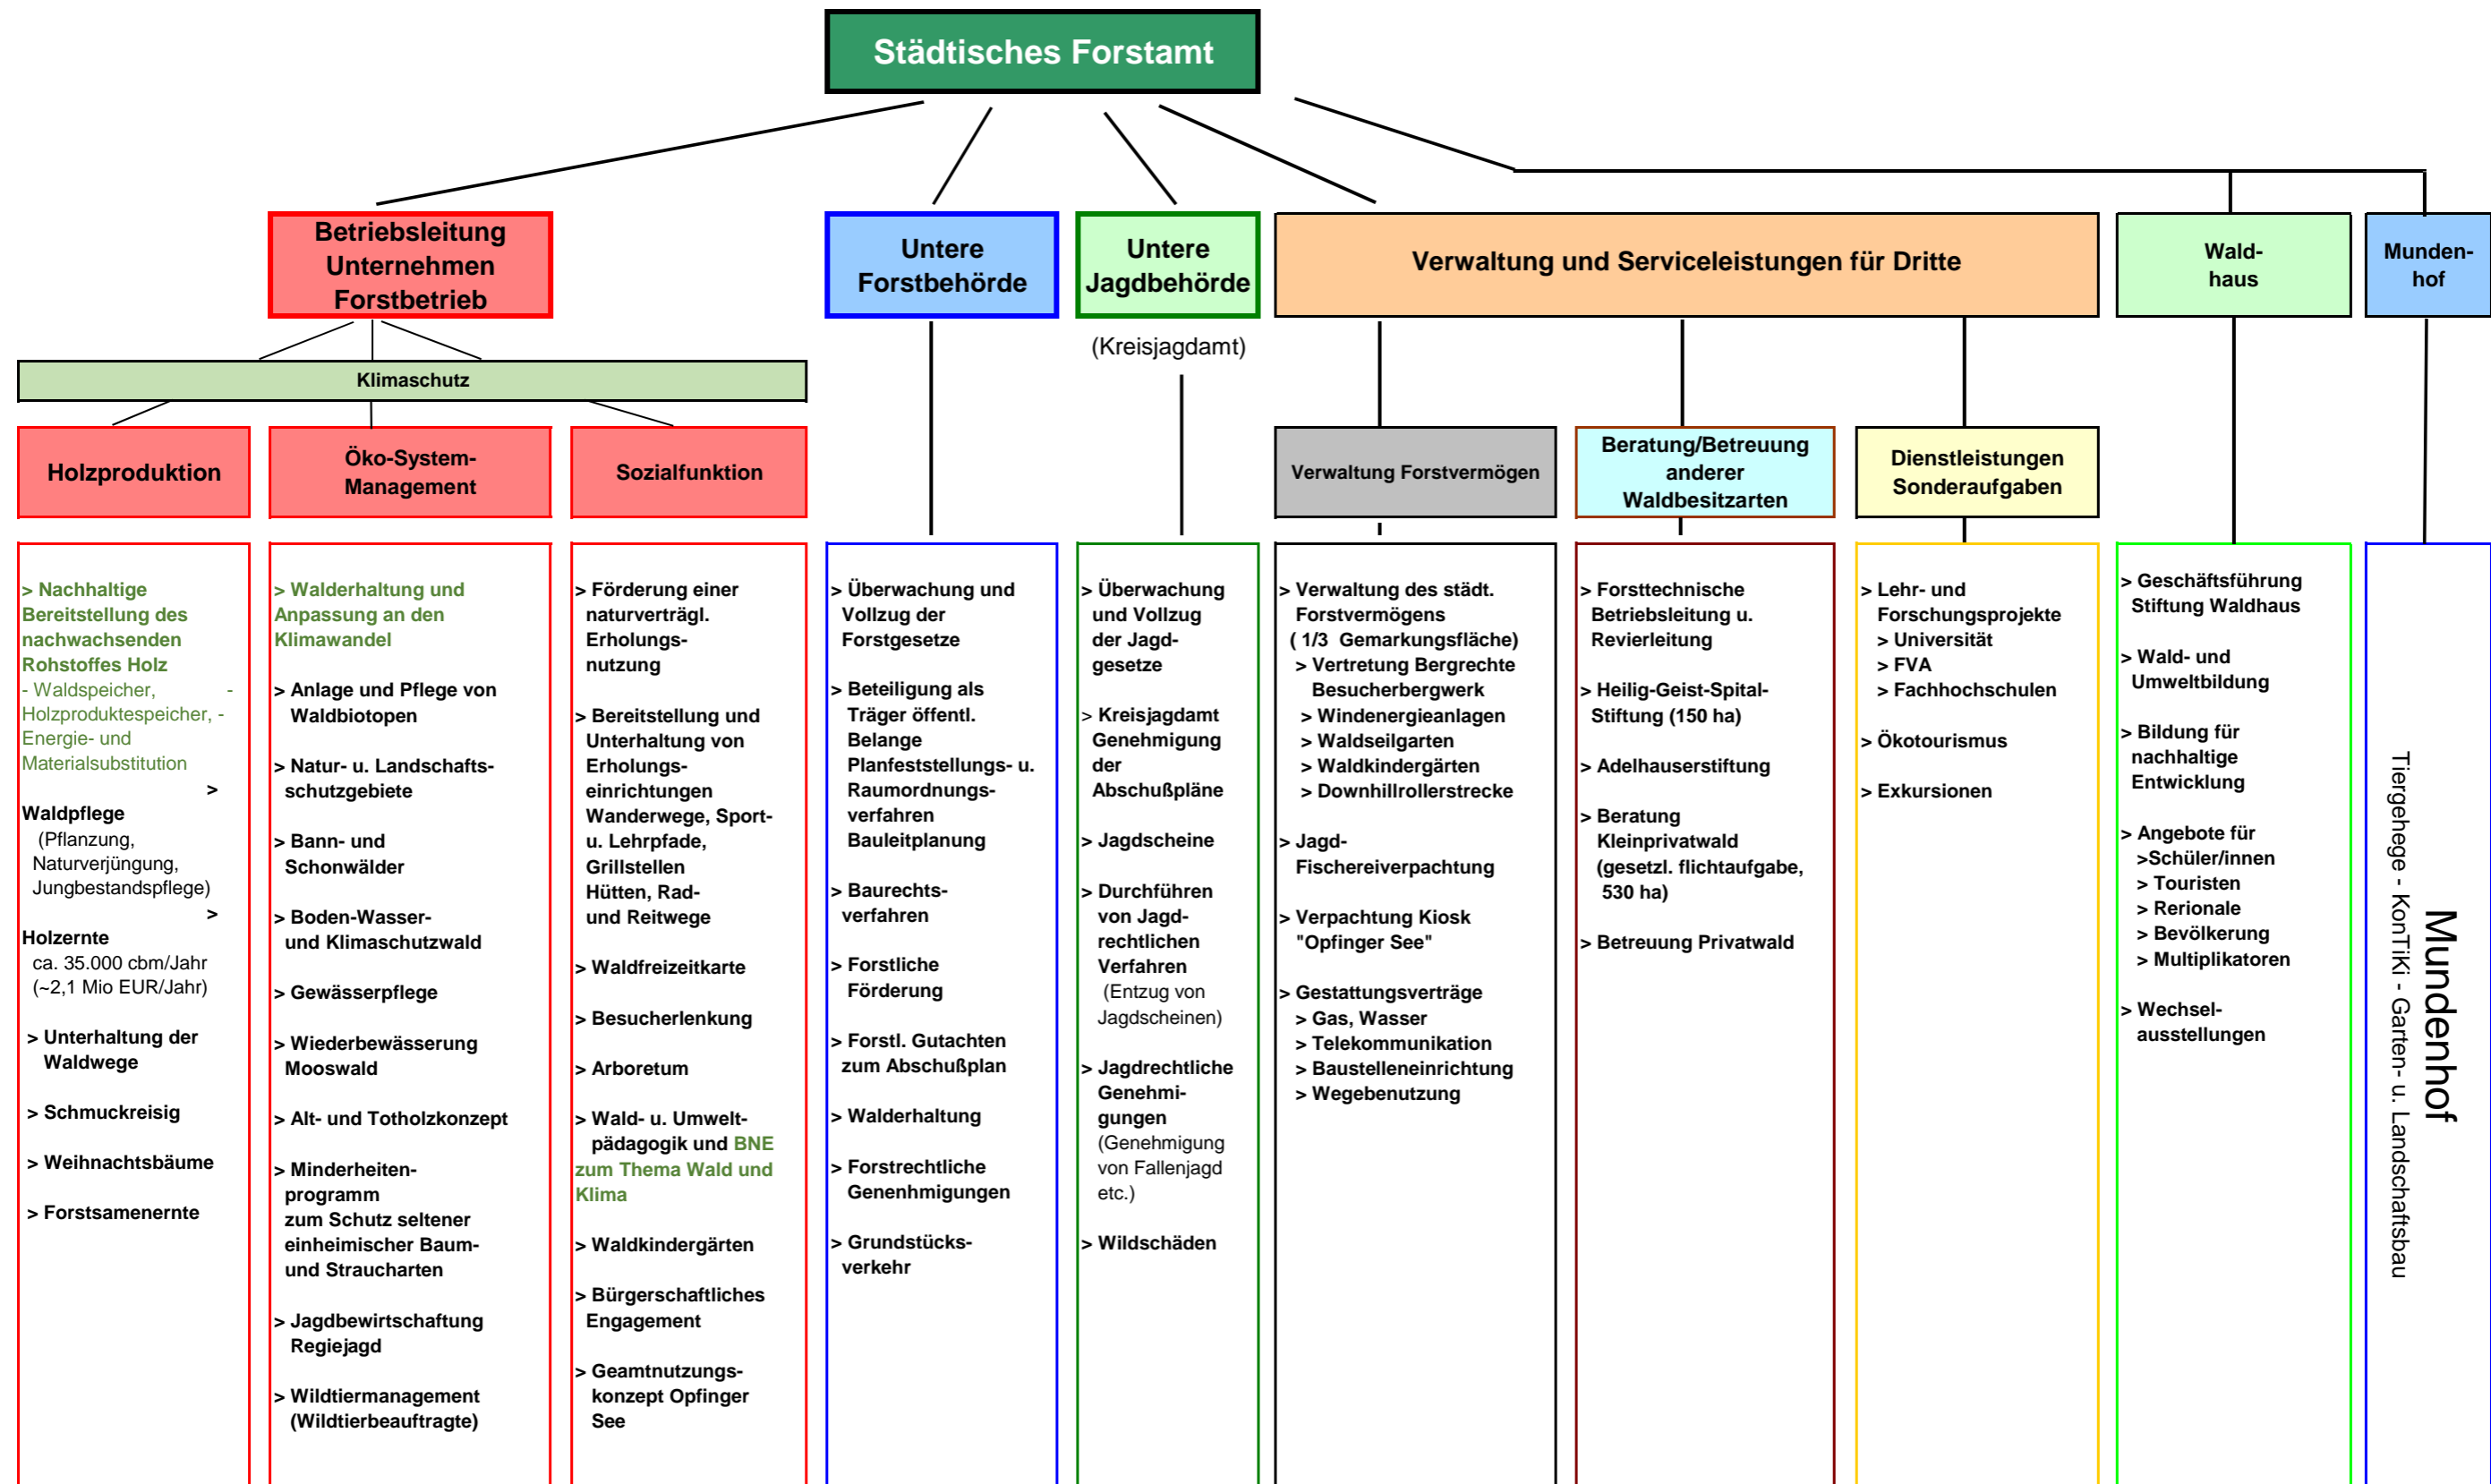 Städtisches Forstamt
Betriebsleitung
Unternehmen
Forstbetrieb
Untere
Forstbehörde
Untere
Jagdbehörde
(Kreisjagdamt)
Verwaltung und Serviceleistungen für Dritte
Wald-
haus
Munden-
hof
Klimaschutz
Holzproduktion
Öko-System-
Management
Sozialfunktion
Verwaltung Forstvermögen
Beratung/Betreuung
anderer
Waldbesitzarten
Dienstleistungen
Sonderaufgaben
> Nachhaltige
Bereitstellung des
nachwachsenden
Rohstoffes Holz
- Waldspeicher, -
Holzproduktespeicher, -
Energie- und
Materialsubstitution
>
Waldpflege
(Pflanzung,
Naturverjüngung,
Jungbestandspflege)
>
Holzernte
ca. 35.000 cbm/Jahr
(~2,1 Mio EUR/Jahr)
> Unterhaltung der
Waldwege
> Schmuckreisig
> Weihnachtsbäume
> Forstsamenernte
> Walderhaltung und
Anpassung an den
Klimawandel
> Anlage und Pflege von
Waldbiotopen
> Natur- u. Landschafts-
schutzgebiete
> Bann- und
Schonwälder
> Boden-Wasser-
und Klimaschutzwald
> Gewässerpflege
> Wiederbewässerung
Mooswald
> Alt- und Totholzkonzept
> Minderheiten-
programm
zum Schutz seltener
einheimischer Baum-
und Straucharten
> Jagdbewirtschaftung
Regiejagd
> Wildtiermanagement
(Wildtierbeauftragte)
> Förderung einer
naturverträgl.
Erholungs-
nutzung
> Bereitstellung und
Unterhaltung von
Erholungs-
einrichtungen
Wanderwege, Sport-
u. Lehrpfade,
Grillstellen
Hütten, Rad-
und Reitwege
> Waldfreizeitkarte
> Besucherlenkung
> Arboretum
> Wald- u. Umwelt-
pädagogik und BNE
zum Thema Wald und
Klima
> Waldkindergärten
> Bürgerschaftliches
Engagement
> Geamtnutzungs-
konzept Opfinger
See
> Überwachung und
Vollzug der
Forstgesetze
> Beteiligung als
Träger öffentl.
Belange
Planfeststellungs- u.
Raumordnungs-
verfahren
Bauleitplanung
> Baurechts-
verfahren
> Forstliche
Förderung
> Forstl. Gutachten
zum Abschußplan
> Walderhaltung
> Forstrechtliche
Genenhmigungen
> Grundstücks-
verkehr
> Überwachung
und Vollzug
der Jagd-
gesetze
> Kreisjagdamt
Genehmigung
der
Abschußpläne
> Jagdscheine
> Durchführen
von Jagd-
rechtlichen
Verfahren
(Entzug von
Jagdscheinen)
> Jagdrechtliche
Genehmi-
gungen
(Genehmigung
von Fallenjagd
etc.)
> Wildschäden
> Verwaltung des städt.
Forstvermögens
( 1/3 Gemarkungsfläche)
> Vertretung Bergrechte
Besucherbergwerk
> Windenergieanlagen
> Waldseilgarten
> Waldkindergärten
> Downhillrollerstrecke
> Jagd-
Fischereiverpachtung
> Verpachtung Kiosk
"Opfinger See"
> Gestattungsverträge
> Gas, Wasser
> Telekommunikation
> Baustelleneinrichtung
> Wegebenutzung
> Forsttechnische
Betriebsleitung u.
Revierleitung
> Heilig-Geist-Spital-
Stiftung (150 ha)
> Adelhauserstiftung
> Beratung
Kleinprivatwald
(gesetzl. flichtaufgabe,
530 ha)
> Betreuung Privatwald
> Lehr- und
Forschungsprojekte
> Universität
> FVA
> Fachhochschulen
> Ökotourismus
> Exkursionen
> Geschäftsführung
Stiftung Waldhaus
> Wald- und
Umweltbildung
> Bildung für
nachhaltige
Entwicklung
> Angebote für
>Schüler/innen
> Touristen
> Rerionale
> Bevölkerung
> Multiplikatoren
> Wechsel-
ausstellungen
Mundenhof
Tiergehege - KonTiKi - Garten- u. Landschaftsbau